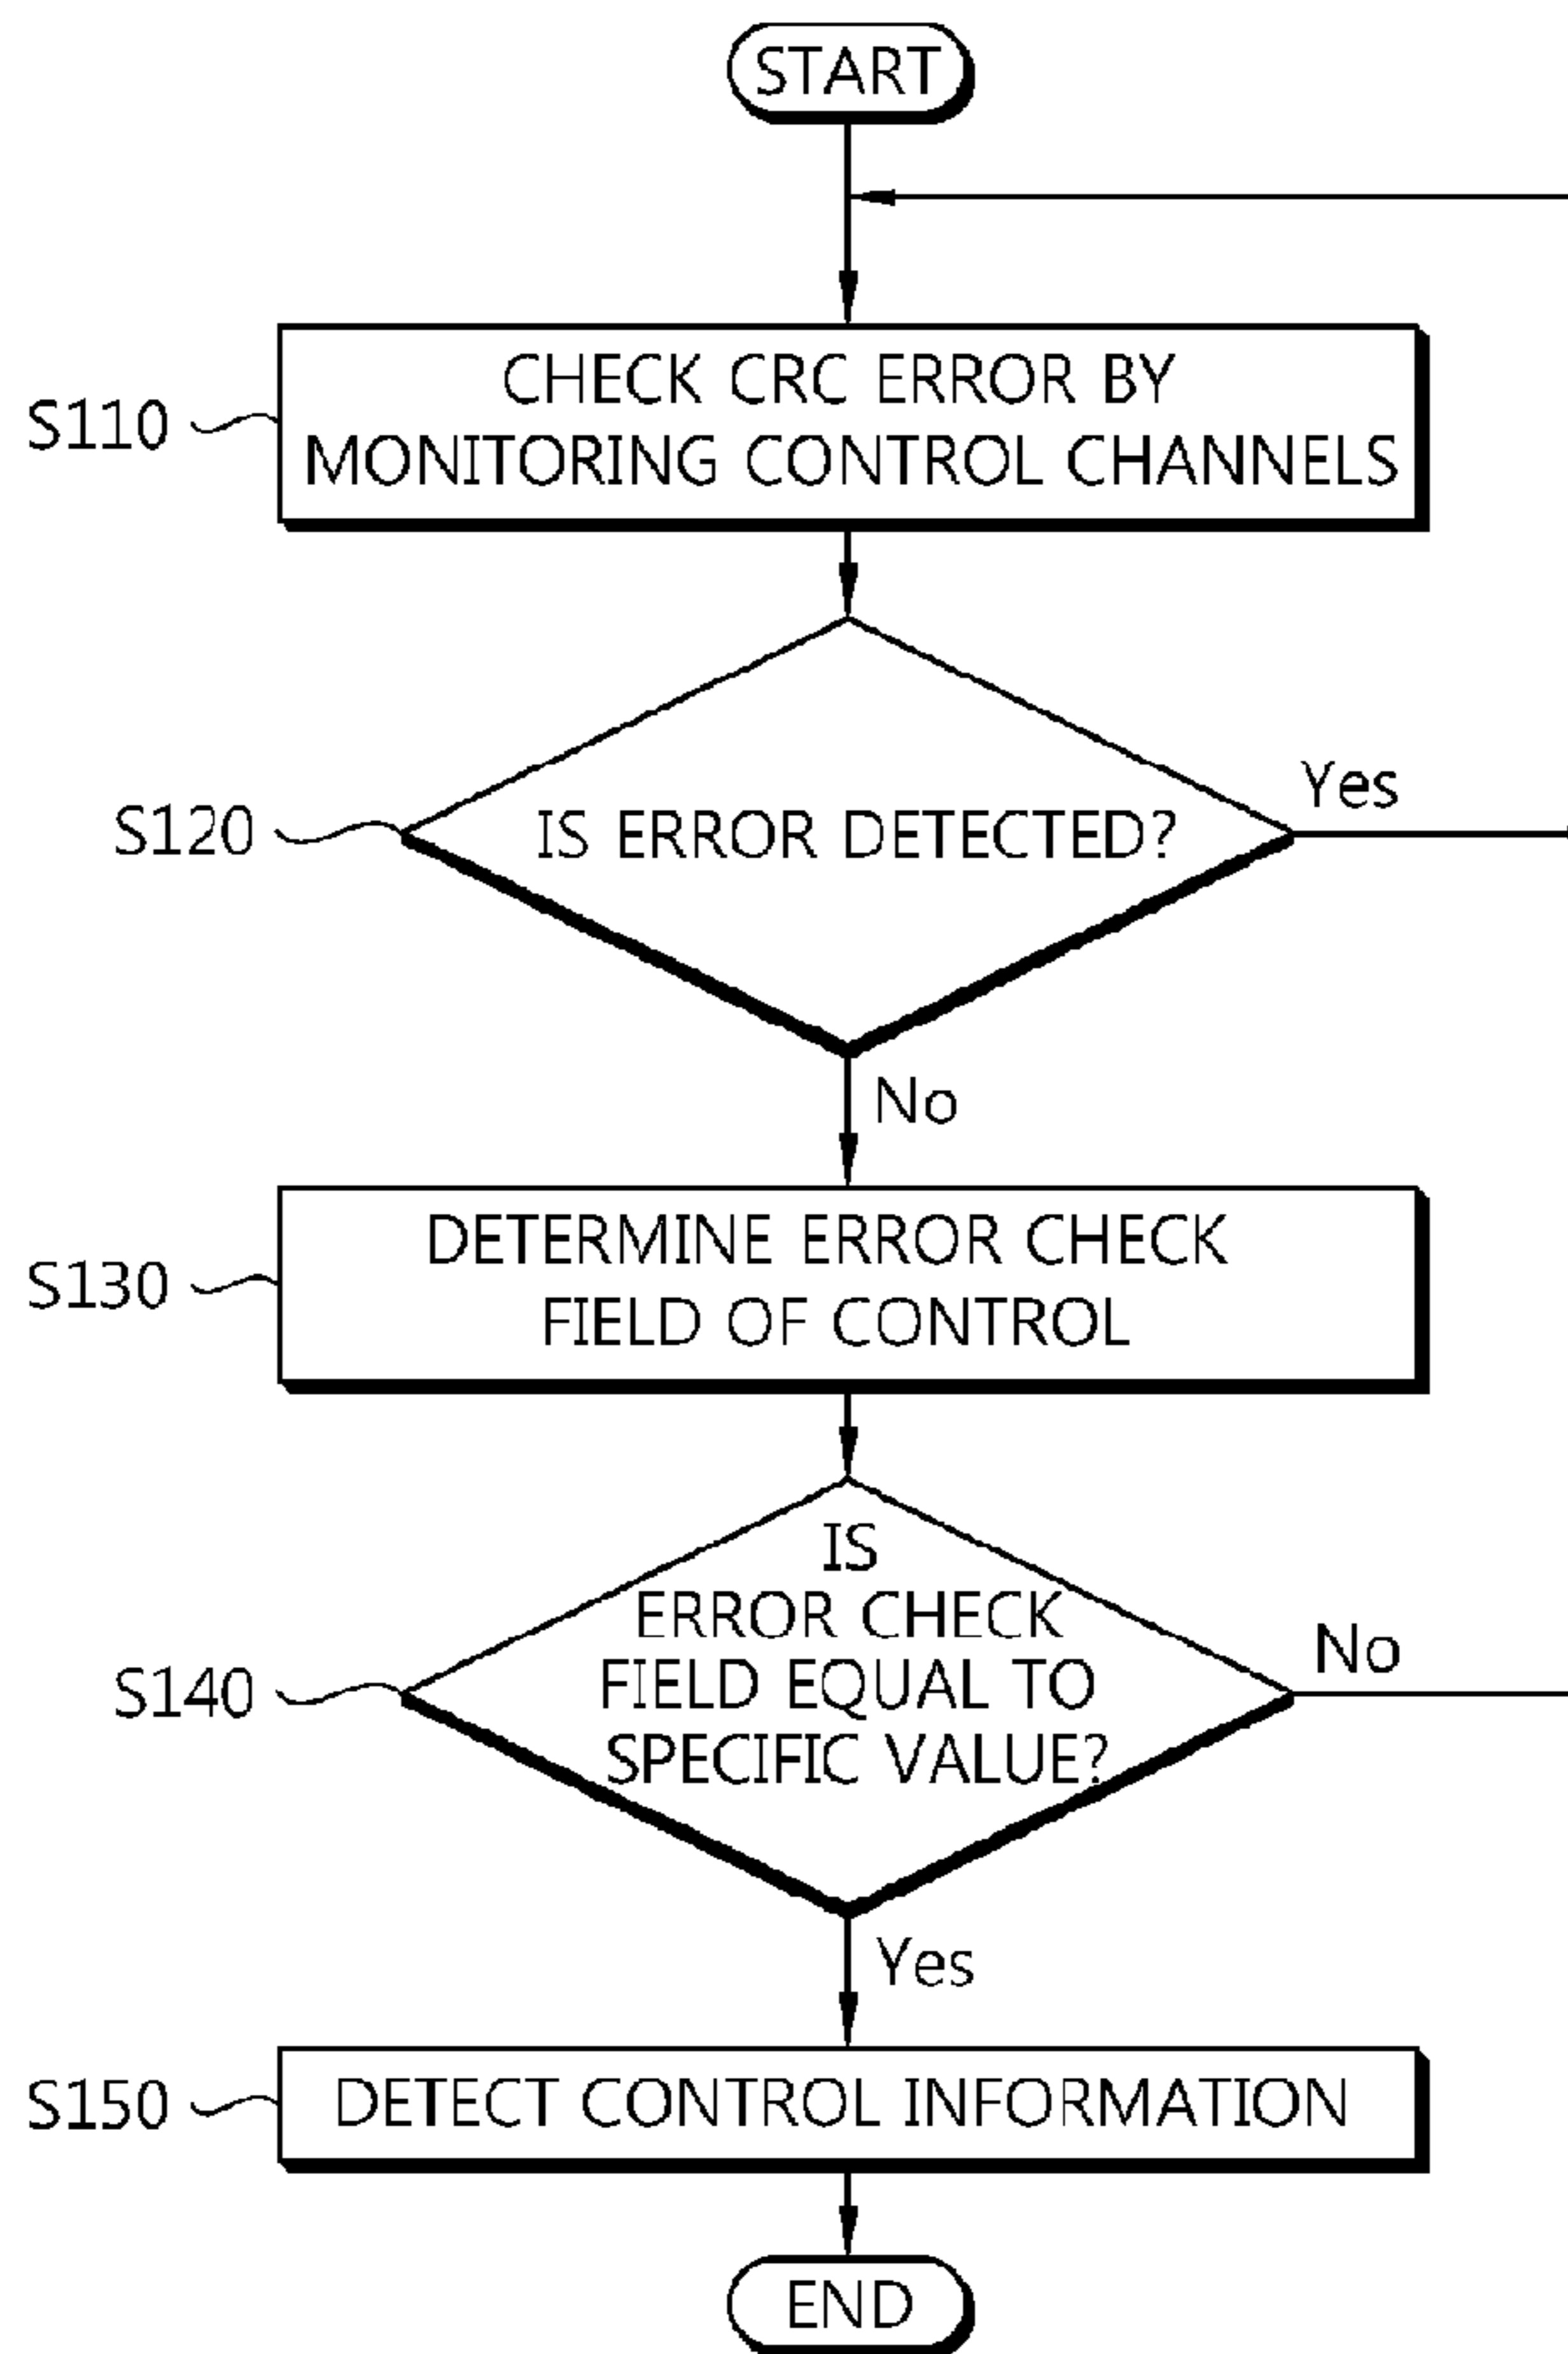 START
CHECK CRC ERROR BY
MONITORING CONTROL CHANNELS
S110
IS ERROR DETECTED?
S120
Yes
No
DETERMINE ERROR CHECK
FIELD OF CONTROL
S130
IS
ERROR CHECK
FIELD EQUAL TO
SPECIFIC VALUE?
S140
No
Yes
DETECT CONTROL INFORMATION
S150
END